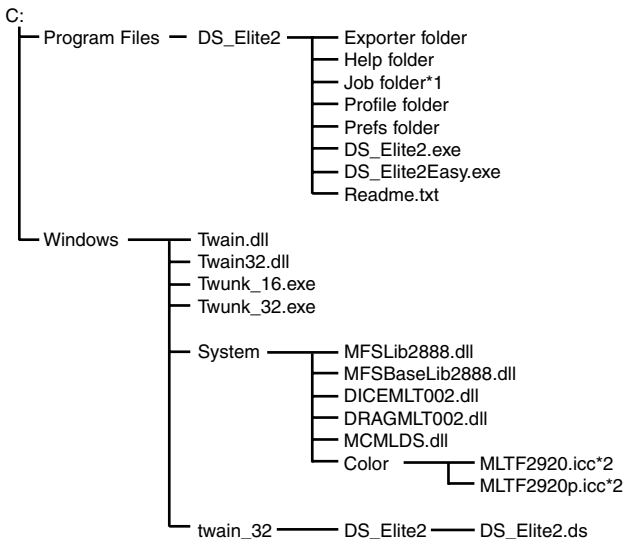 C:
Program Files DS_Elite2 Exporter folder
Help folder
Job folder*1
Profile folder
Prefs folder
DS_Elite2.exe
DS_Elite2Easy.exe
Readme.txt
Windows Twain.dll
Twain32.dll
Twunk_16.exe
Twunk_32.exe
System MFSLib2888.dll
MFSBaseLib2888.dll
DICEMLT002.dll
DRAGMLT002.dll
MCMLDS.dll
Color MLTF2920.icc*2
MLTF2920p.icc*2
twain_32 DS_Elite2 DS_Elite2.ds